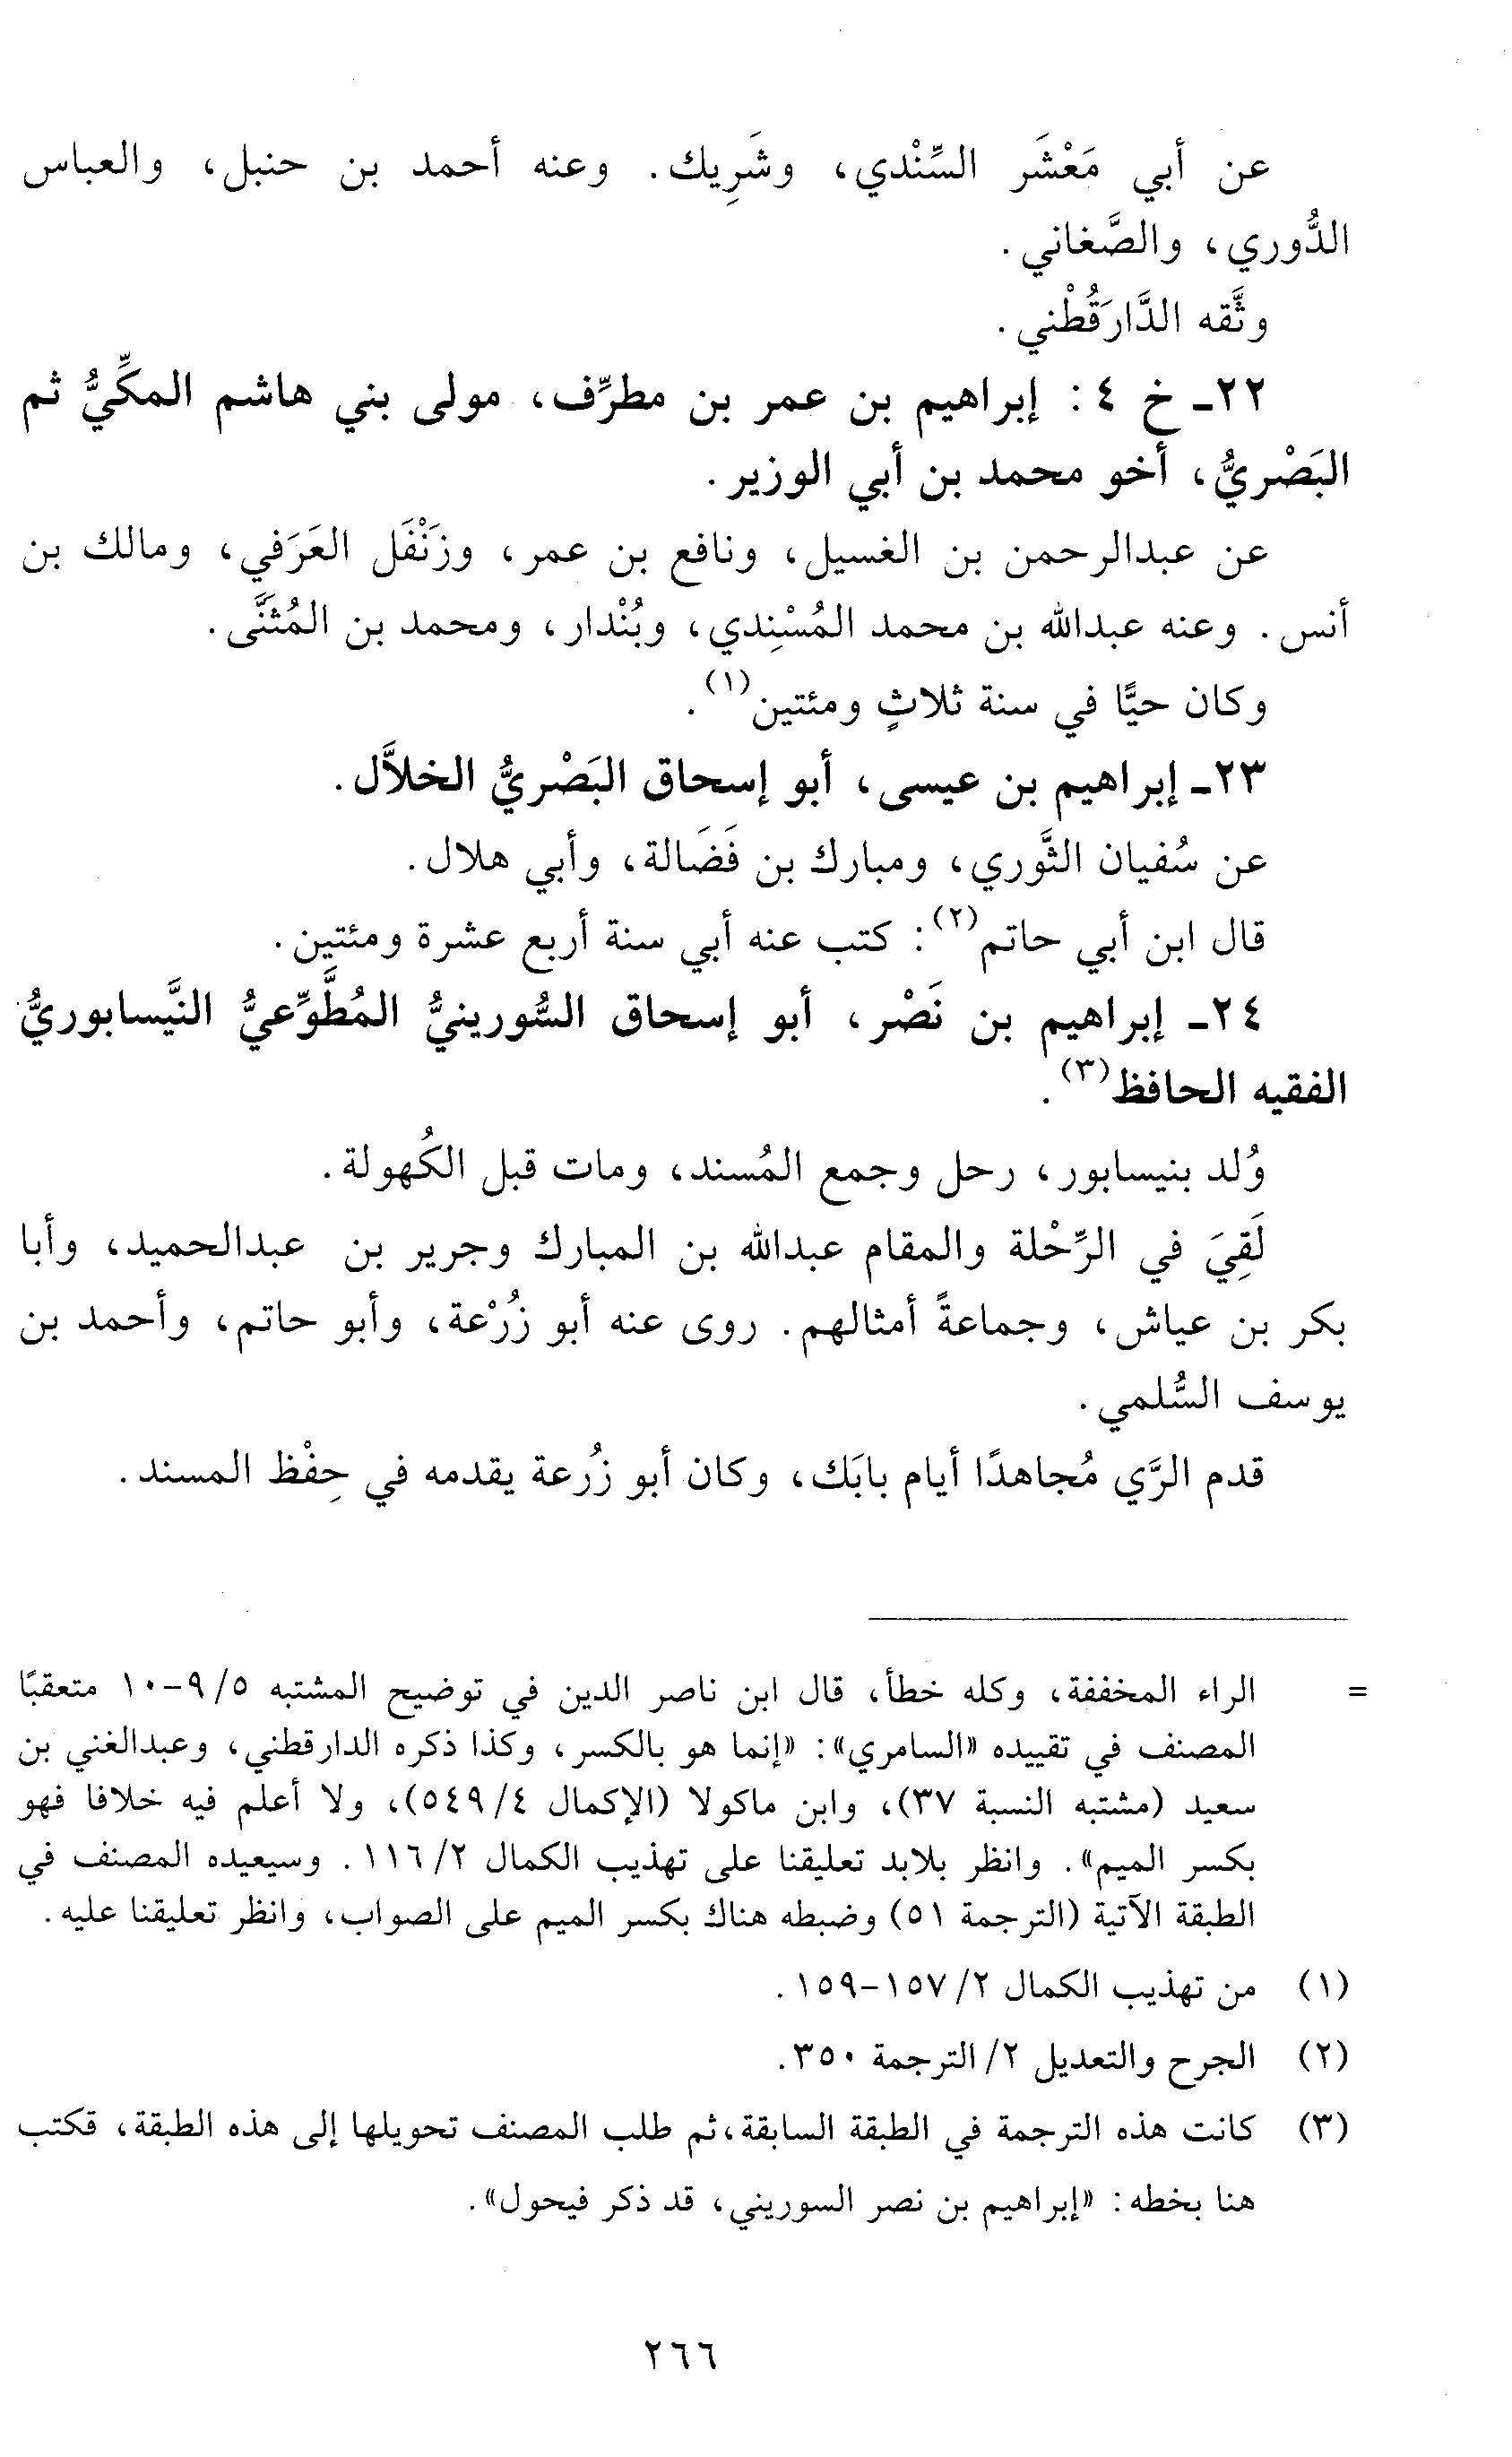 عن أبي مَعْشَر السِّنْدي، وشَرِيك. وعنه أحمد بن حنبل، والعباس
الدُّوري، والصَّغاني.
وثَّقه الدَّارَقُطْني.
٢٢ـ خ ٤ : إبراهيم بن عمر بن مطرِّف، مولى بني هاشم المكِّيُّ ثم
البَصْريُّ، أخو محمد بن أبي الوزير.
عن عبدالرحمن بن الغسيل، ونافع بن عمر، وزَنْفَل العَرَفي، ومالك بن
أنس. وعنه عبدالله بن محمد المُسْنِدي، وبُنْدار، ومحمد بن المُثَنَّى.
وكان حيًّا في سنة ثلاثٍ ومئتين(١).
٢٣ـ إبراهيم بن عيسى، أبو إسحاق البَصْريُّ الخلاَّل.
عن سُفيان الثَّوري، ومبارك بن فَضَالة، وأبي هلال.
قال ابن أبي حاتم(٢): كتب عنه أبي سنة أربع عشرة ومئتين.
٢٤ـ إبراهيم بن نَصْر، أبو إسحاق السُّورينيُّ المُطَّوِّعيُّ النَّيسابوريُّ
الفقيه الحافظ(٣).
وُلد بنيسابور، رحل وجمع المُسند، ومات قبل الكُهولة.
لَقِيَ في الرِّحْلة والمقام عبدالله بن المبارك وجرير بن عبدالحميد، وأبا
بكر بن عياش، وجماعةً أمثالهم. روى عنه أبو زُرْعة، وأبو حاتم، وأحمد بن
يوسف السُّلمي.
قدم الرَّي مُجاهدًا أيام بابَك، وكان أبو زُرعة يقدمه في حِفْظ المسند.
= الراء المخففة، وكله خطأ، قال ابن ناصر الدين في توضيح المشتبه ٥/ ٩-١٠ متعقبًا
المصنف في تقييده «السامري»: «إنما هو بالكسر، وكذا ذكره الدارقطني، وعبدالغني بن
سعيد (مشتبه النسبة ٣٧)، وابن ماكولا (الإكمال ٤/ ٥٤٩)، ولا أعلم فيه خلافا فهو
بكسر الميم». وانظر بلابد تعليقنا على تهذيب الكمال ٢/ ١١٦. وسيعيده المصنف في
الطبقة الآتية (الترجمة ٥١) وضبطه هناك بكسر الميم على الصواب، وانظر تعليقنا عليه.
(١) من تهذيب الكمال ٢/ ١٥٧-١٥٩.
(٢) الجرح والتعديل ٢/ الترجمة ٣٥٠.
(٣) كانت هذه الترجمة في الطبقة السابقة،ثم طلب المصنف تحويلها إلى هذه الطبقة، فكتب
هنا بخطه: «إبراهيم بن نصر السوريني، قد ذكر فيحول».
٢٦٦